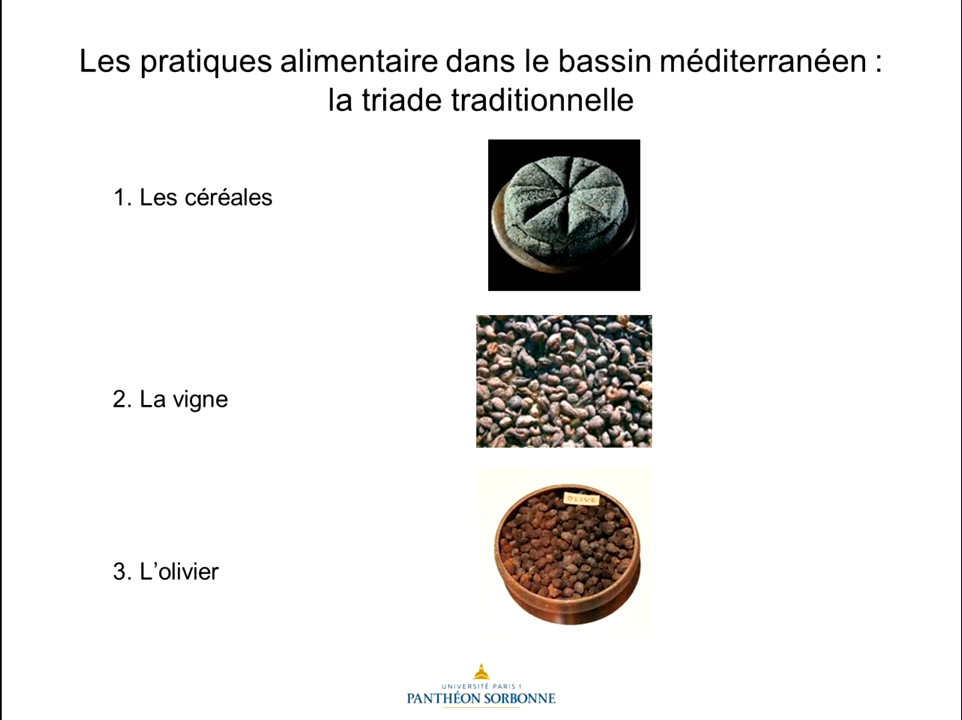 Les pratiques alimentaire dans le bassin méditerranéen :
la triade traditionnelle
1. Les céréales
2. La vigne
OLIVE
3. L’olivier
UNIVERSITÉ PARIS 1
PANTHÉON SORBONNE